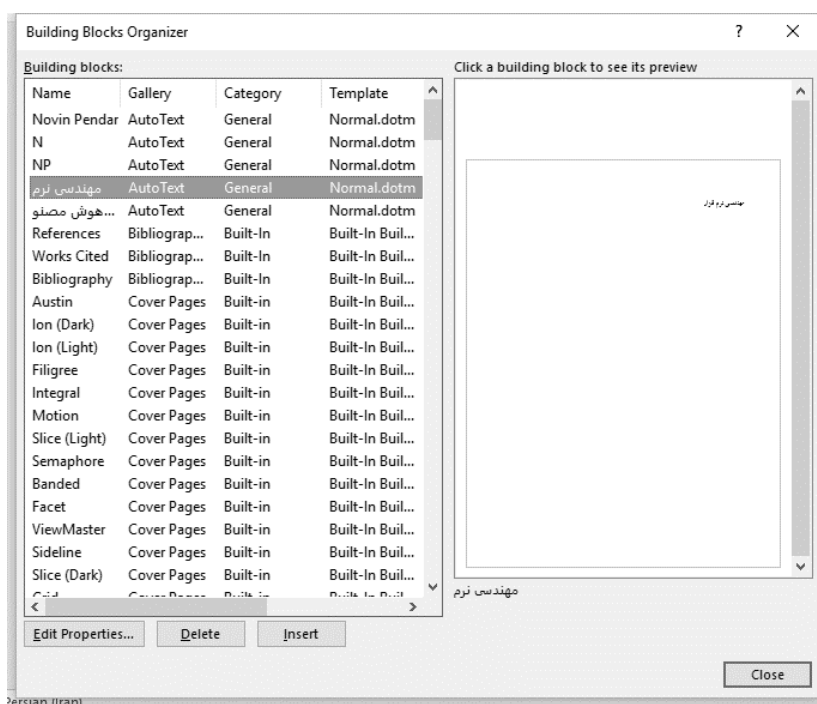 Building Blocks Organizer ? ×
Building blocks:
Click a building block to see its preview
Name Gallery Category Template
Novin Pendar AutoText General Normal.dotm
N AutoText General Normal.dotm
NP AutoText General Normal.dotm
مهندسی نرم AutoText General Normal.dotm
هوش مصنو... AutoText General Normal.dotm
References Bibliograp... Built-In Built-In Buil...
Works Cited Bibliograp... Built-In Built-In Buil...
Bibliography Bibliograp... Built-In Built-In Buil...
Austin Cover Pages Built-in Built-In Buil...
Ion (Dark) Cover Pages Built-in Built-In Buil...
Ion (Light) Cover Pages Built-in Built-In Buil...
Filigree Cover Pages Built-in Built-In Buil...
Integral Cover Pages Built-in Built-In Buil...
Motion Cover Pages Built-in Built-In Buil...
Slice (Light) Cover Pages Built-in Built-In Buil...
Semaphore Cover Pages Built-in Built-In Buil...
Banded Cover Pages Built-in Built-In Buil...
Facet Cover Pages Built-in Built-In Buil...
ViewMaster Cover Pages Built-in Built-In Buil...
Sideline Cover Pages Built-in Built-In Buil...
Slice (Dark) Cover Pages Built-in Built-In Buil...
مهندسی نرم افزار
مهندسی نرم
Edit Properties... Delete Insert
Close
Persian (Iran)